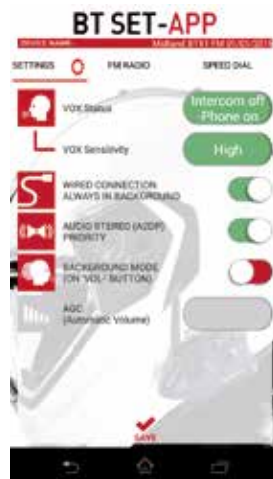 BT SET-APP
DEVICE NAME: Midland BTX1 FM 01/05/2015
SETTINGS FM RADIO SPEED DIAL
VOX Status
Intercom off
Phone on
VOX Sensitivity
High
WIRED CONNECTION
ALWAYS IN BACKGROUND
AUDIO STEREO (A2DP)
PRIORITY
BACKGROUND MODE
(ON "VOL-" BUTTON)
AGC
(Automatic Volume)
SAVE